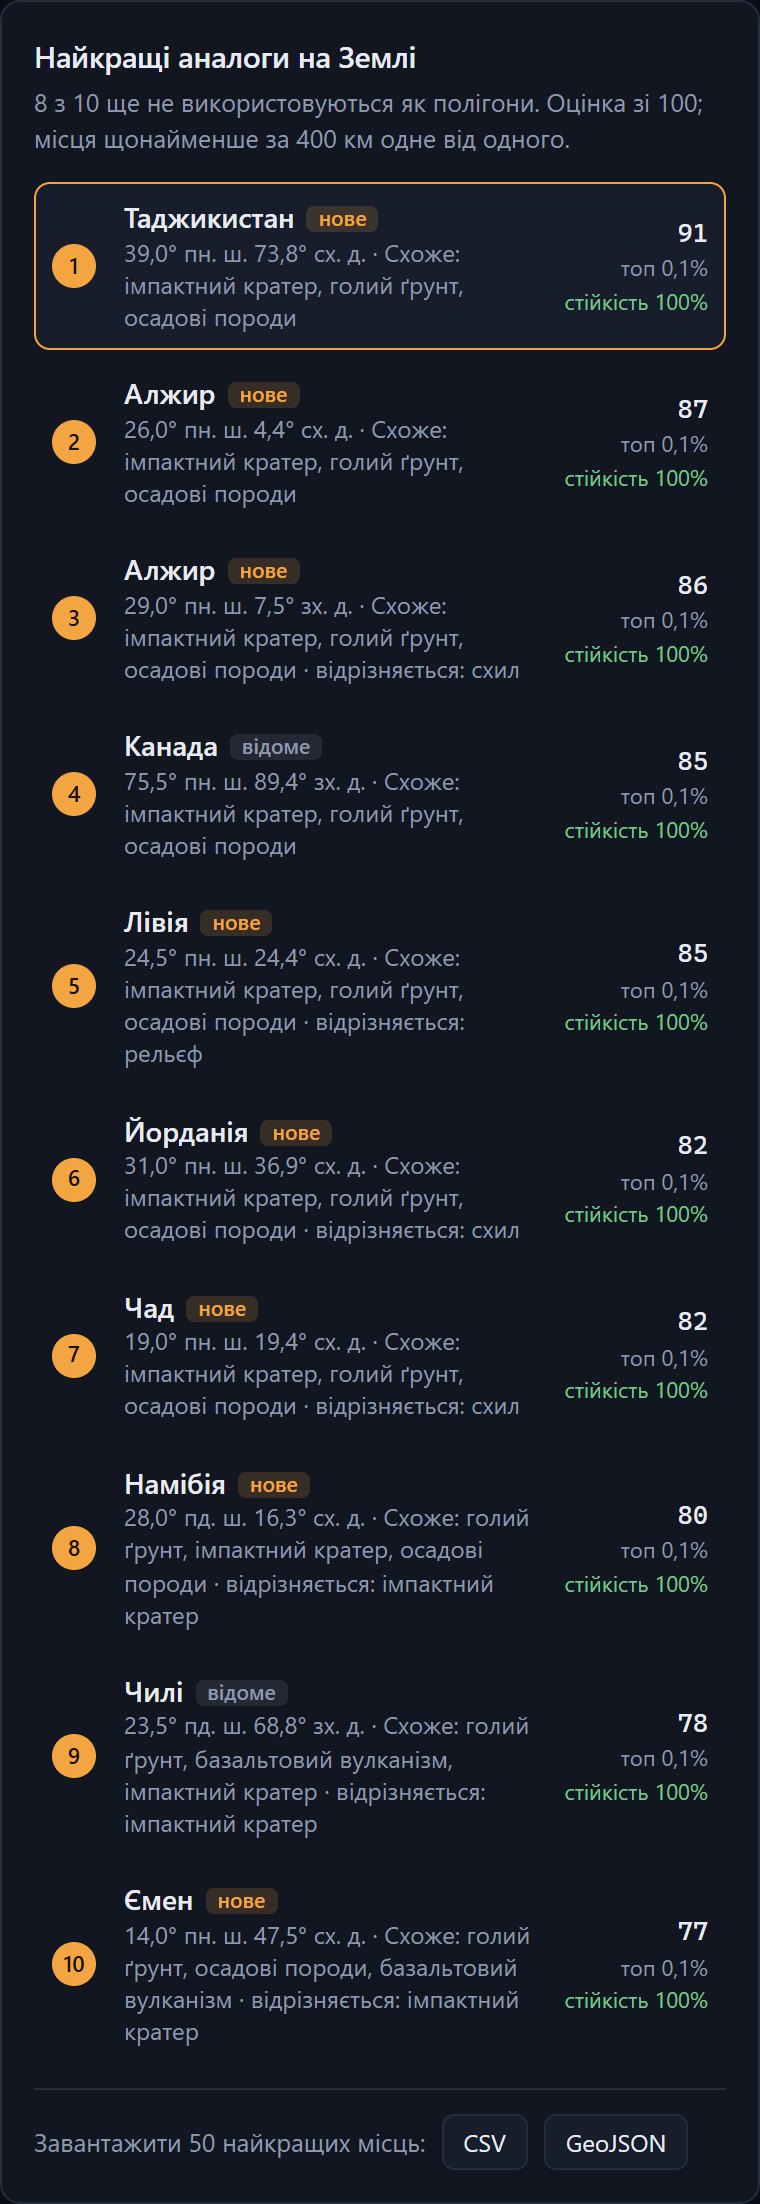 Найкращі аналоги на Землі
8 з 10 ще не використовуються як полігони. Оцінка зі 100;
місця щонайменше за 400 км одне від одного.
1
Таджикистан нове
39,0° пн. ш. 73,8° сх. д. · Схоже:
імпактний кратер, голий ґрунт,
осадові породи
91
топ 0,1%
стійкість 100%
2
Алжир нове
26,0° пн. ш. 4,4° сх. д. · Схоже:
імпактний кратер, голий ґрунт,
осадові породи
87
топ 0,1%
стійкість 100%
3
Алжир нове
29,0° пн. ш. 7,5° зх. д. · Схоже:
імпактний кратер, голий ґрунт,
осадові породи · відрізняється: схил
86
топ 0,1%
стійкість 100%
4
Канада відоме
75,5° пн. ш. 89,4° зх. д. · Схоже:
імпактний кратер, голий ґрунт,
осадові породи
85
топ 0,1%
стійкість 100%
5
Лівія нове
24,5° пн. ш. 24,4° сх. д. · Схоже:
імпактний кратер, голий ґрунт,
осадові породи · відрізняється:
рельєф
85
топ 0,1%
стійкість 100%
6
Йорданія нове
31,0° пн. ш. 36,9° сх. д. · Схоже:
імпактний кратер, голий ґрунт,
осадові породи · відрізняється: схил
82
топ 0,1%
стійкість 100%
7
Чад нове
19,0° пн. ш. 19,4° сх. д. · Схоже:
імпактний кратер, голий ґрунт,
осадові породи · відрізняється: схил
82
топ 0,1%
стійкість 100%
8
Намібія нове
28,0° пд. ш. 16,3° сх. д. · Схоже: голий
ґрунт, імпактний кратер, осадові
породи · відрізняється: імпактний
кратер
80
топ 0,1%
стійкість 100%
9
Чилі відоме
23,5° пд. ш. 68,8° зх. д. · Схоже: голий
ґрунт, базальтовий вулканізм,
імпактний кратер · відрізняється:
імпактний кратер
78
топ 0,1%
стійкість 100%
10
Ємен нове
14,0° пн. ш. 47,5° сх. д. · Схоже: голий
ґрунт, осадові породи, базальтовий
вулканізм · відрізняється: імпактний
кратер
77
топ 0,1%
стійкість 100%
Завантажити 50 найкращих місць: CSV GeoJSON